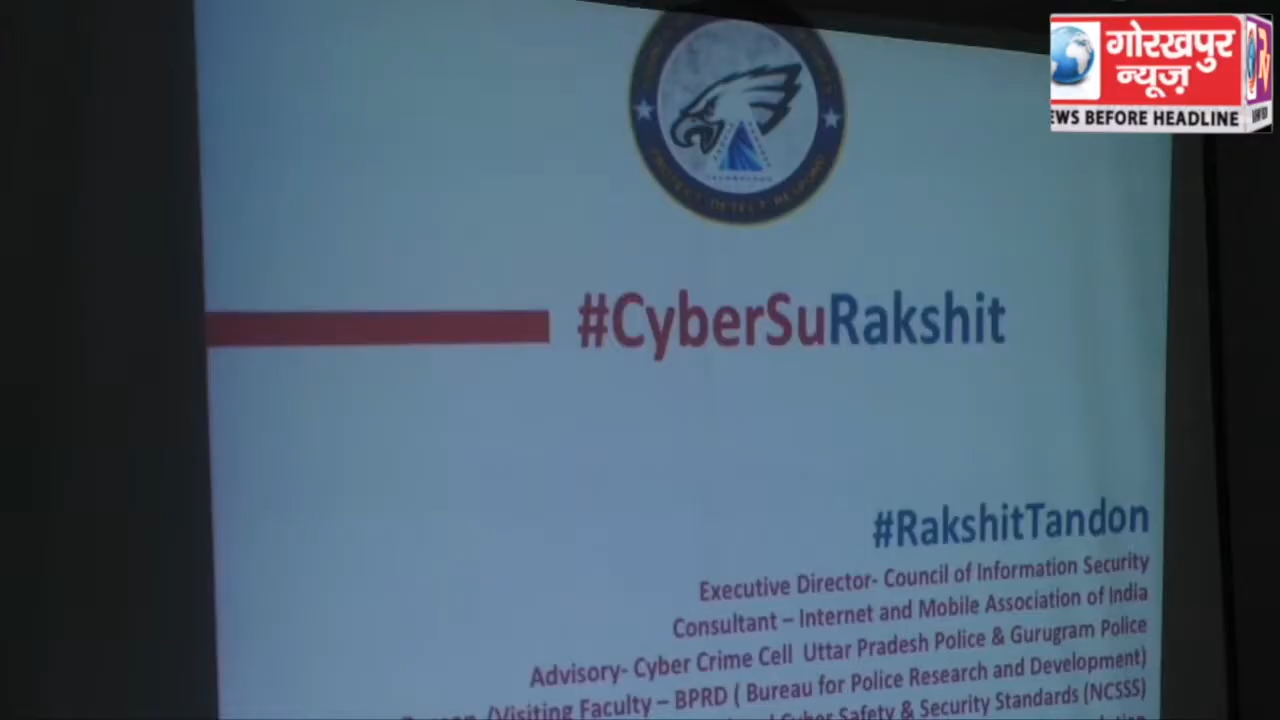 गोरखपुर
न्यूज़
EWS BEFORE HEADLINE
DETECT
#CyberSuRakshit
#RakshitTandon
Executive Director- Council of Information Security
Consultant – Internet and Mobile Association of India
Advisory- Cyber Crime Cell Uttar Pradesh Police & Gurugram Police
/Visiting Faculty – BPRD ( Bureau for Police Research and Development)
Cyber Safety & Security Standards (NCSSS)